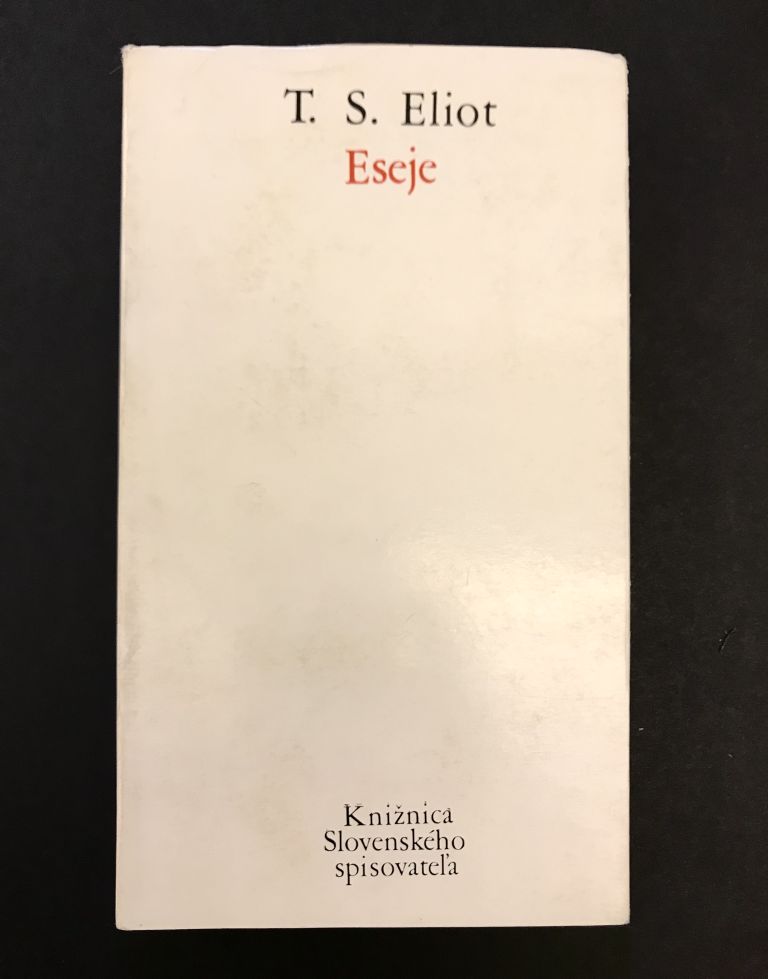 T. S. Eliot
Eseje
Knižnica
Slovenského
spisovateľa